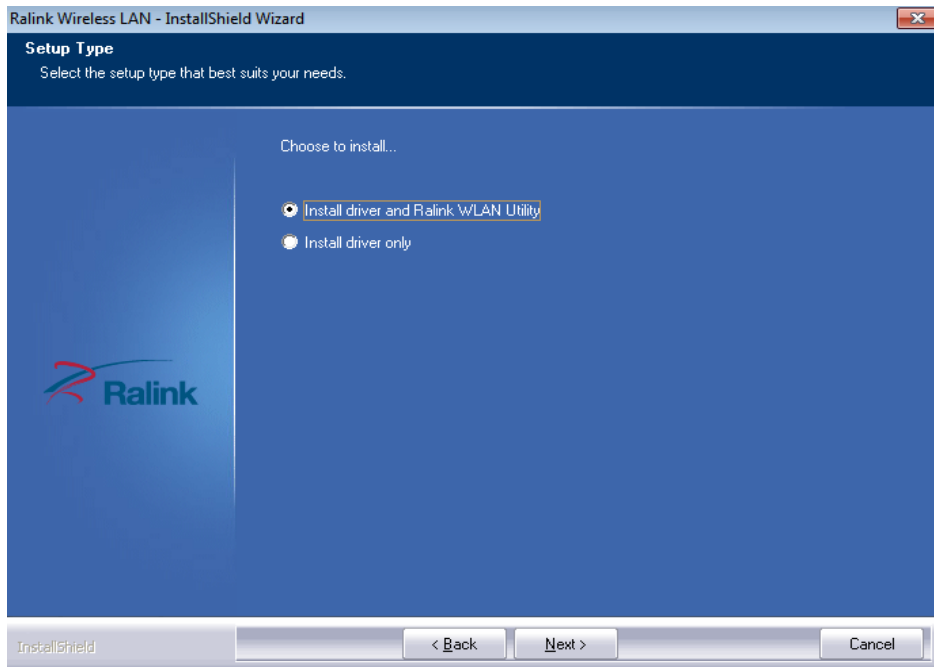 Ralink Wireless LAN - InstallShield Wizard
Setup Type
Select the setup type that best suits your needs.
Choose to install...
Install driver and Ralink WLAN Utility
Install driver only
Ralink
InstallShield
< Back
Next >
Cancel